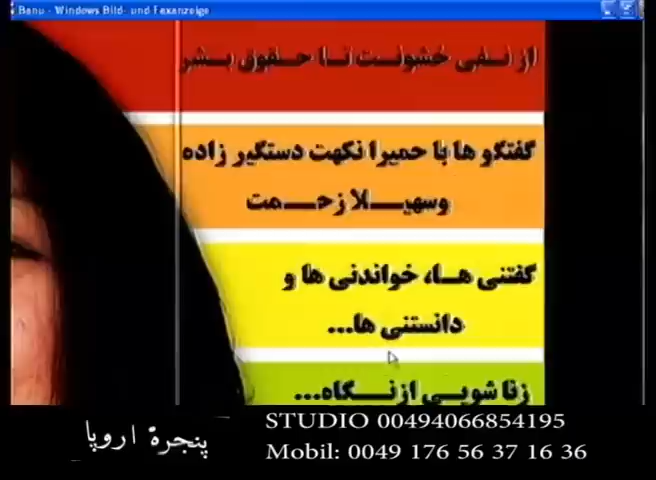 Banu - Windows Bild- und Faxanzeige
از نفی خشونت تا حقوق بشر
گفتگو ها با حمیرا نکهت دستگیر زاده
وسهیلا زحمت
گفتنی ها، خواندنی ها و
دانستنی ها...
زنا شویی از نگاه...
پنجرة اروپا
STUDIO 00494066854195
Mobil: 0049 176 56 37 16 36